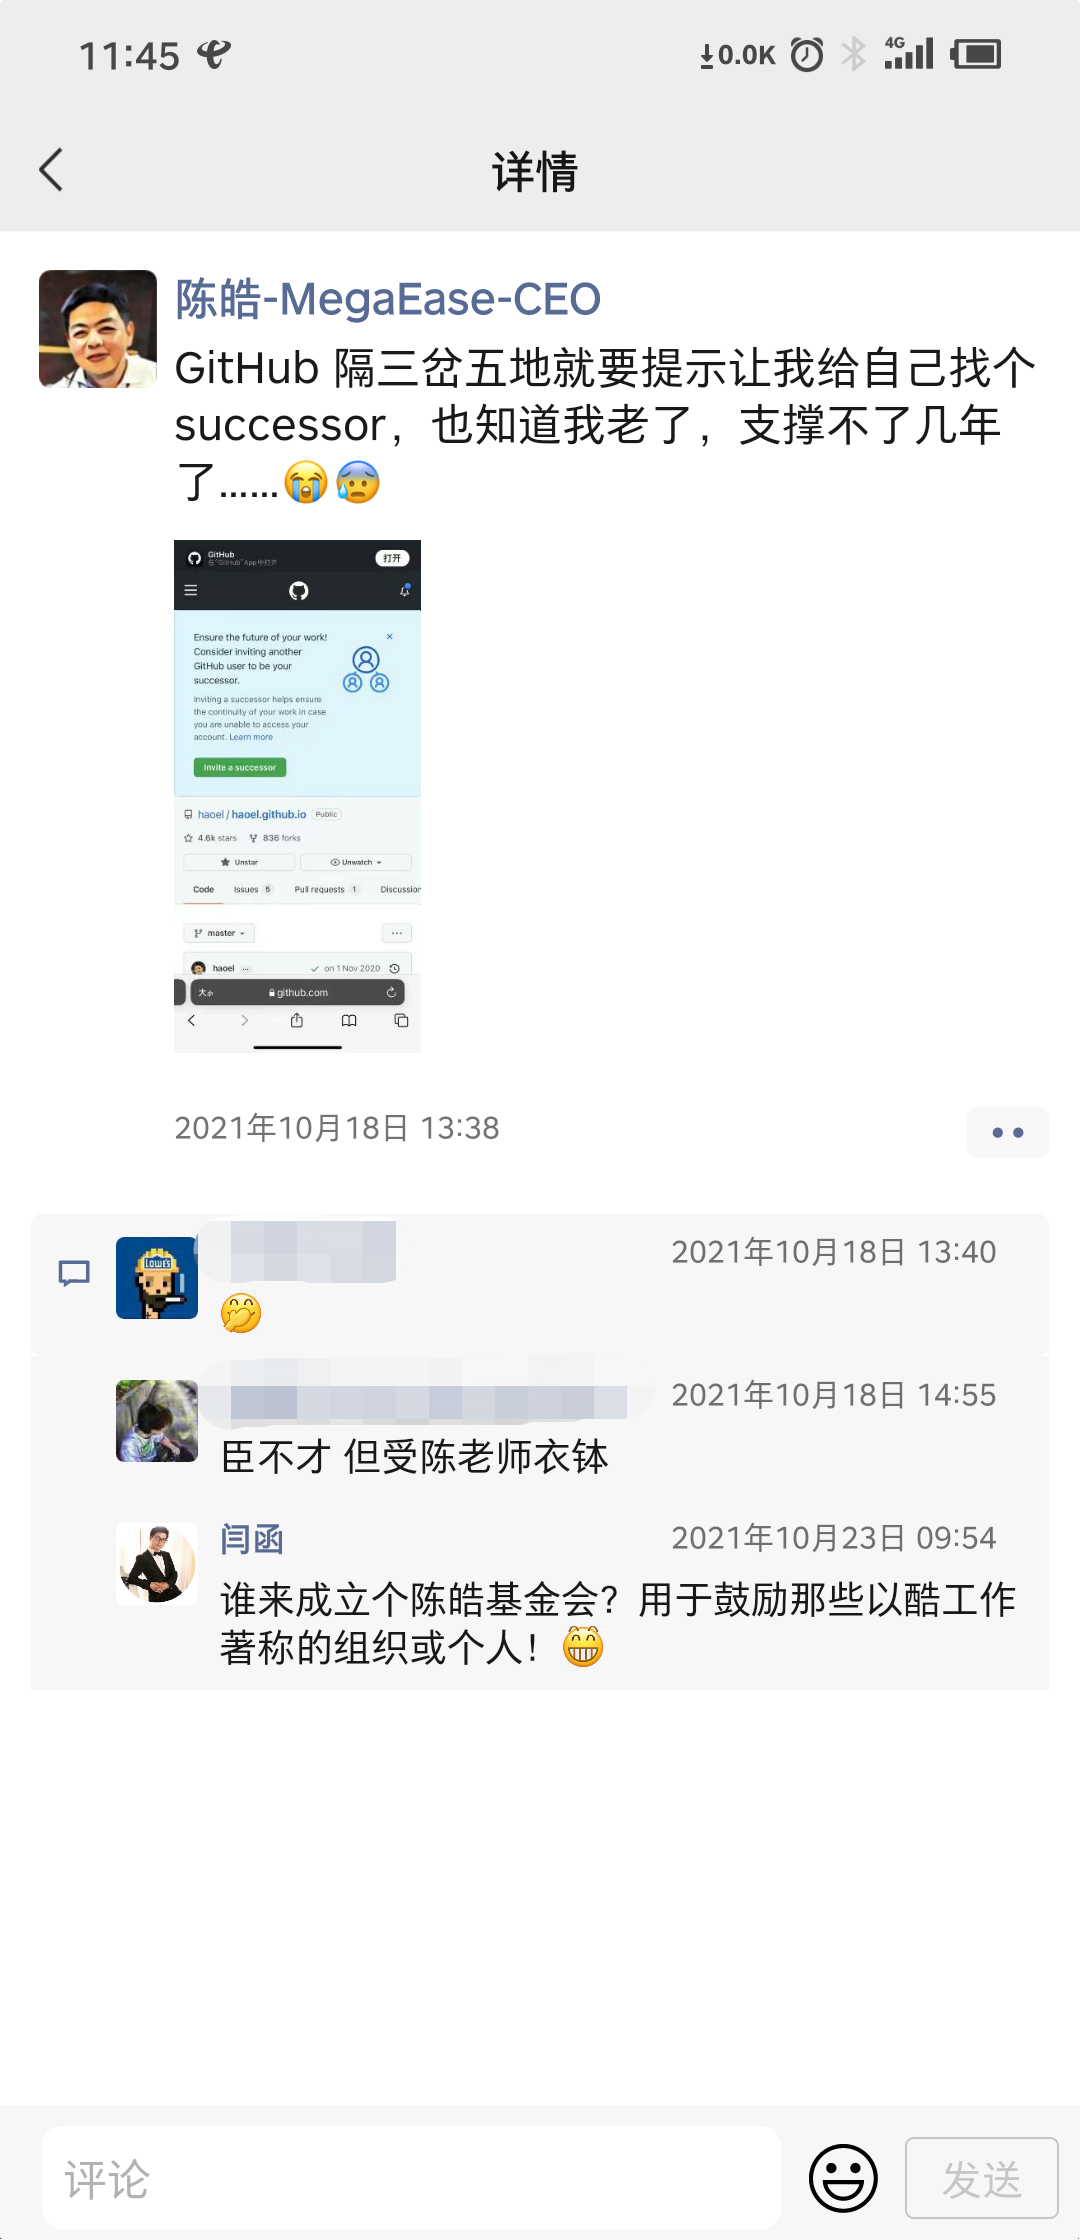 11:45
0.0K
4G
详情
陈皓-MegaEase-CEO
GitHub 隔三岔五地就要提示让我给自己找个
successor，也知道我老了，支撑不了几年
了......
GitHub
在"GitHub"App中打开
打开
Ensure the future of your work!
Consider inviting another
GitHub user to be your
successor.
Inviting a successor helps ensure
the continuity of your work in case
you are unable to access your
account. Learn more
Invite a successor
haoel / haoel.github.io Public
4.6k stars 836 forks
Unstar Unwatch
Code Issues 5 Pull requests 1 Discussion
master
haoel ... on 1 Nov 2020
大小 github.com
2021年10月18日 13:38
2021年10月18日 13:40
LOWE'S
2021年10月18日 14:55
臣不才 但受陈老师衣钵
闫函 2021年10月23日 09:54
谁来成立个陈皓基金会？用于鼓励那些以酷工作
著称的组织或个人！
评论
发送